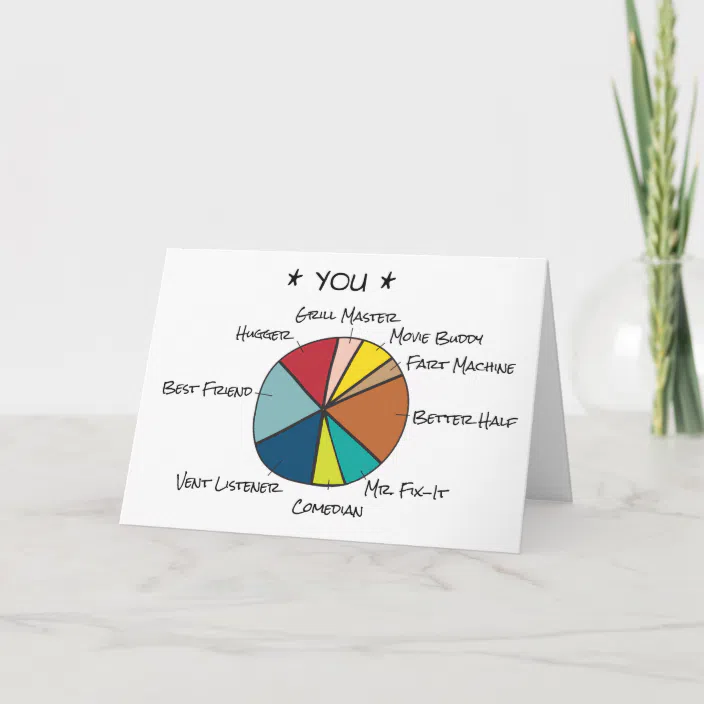 * YOU *
Grill Master
Hugger
Movie Buddy
Fart Machine
Best Friend
Better Half
Vent Listener
Mr. Fix-It
Comedian